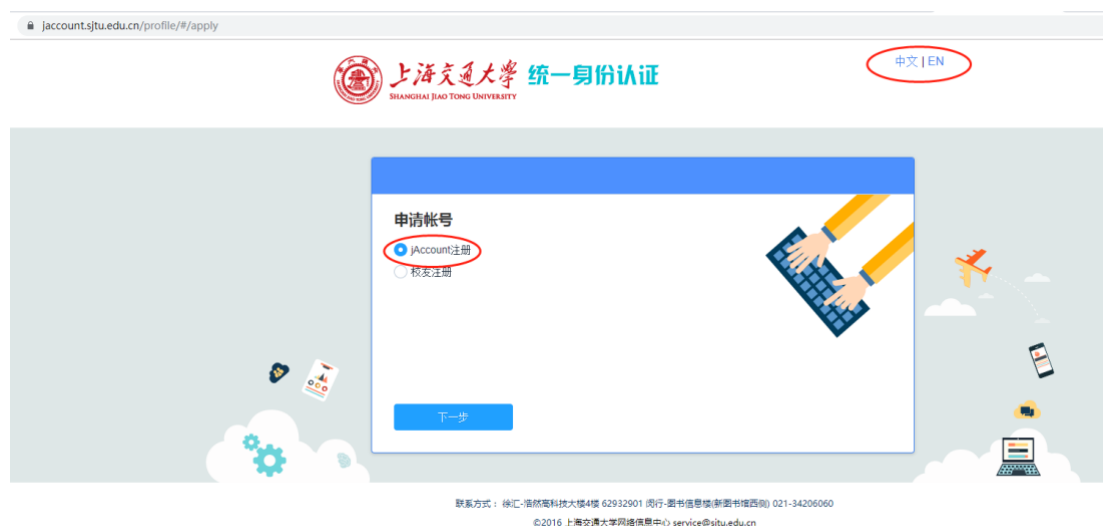 jaccount.sjtu.edu.cn/profile/#/apply
上海交通大学 统一身份认证
SHANGHAI JIAO TONG UNIVERSITY
中文 | EN
申请帐号
jAccount注册
校友注册
下一步
联系方式： 徐汇-浩然高科技大楼4楼 62932901 闵行-图书信息楼(新图书馆西侧) 021-34206060
©2016 上海交通大学网络信息中心 service@sjtu.edu.cn